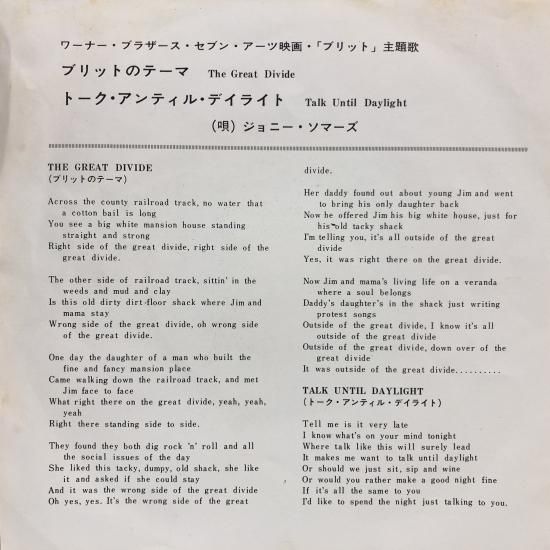 ワーナー・ブラザース・セブン・アーツ映画・「ブリット」主題歌
ブリットのテーマ The Great Divide
トーク・アンティル・デイライト Talk Until Daylight
(唄) ジョニー・ソマーズ
THE GREAT DIVIDE
(ブリットのテーマ)
Across the county railroad track, no water that
a cotton bail is long
You see a big white mansion house standing
straight and strong
Right side of the great divide, right side of the
great divide.
The other side of railroad track, sittin' in the
weeds and mud and clay
Is this old dirty dirt-floor shack where Jim and
mama stay
Wrong side of the great divide, oh wrong side
of the great divide.
One day the daughter of a man who built the
fine and fancy mansion place
Came walking down the railroad track, and met
Jim face to face
What right there on the great divide, yeah, yeah,
yeah
Right there standing side to side.
They found they both dig rock 'n' roll and all
the social issues of the day
She liked this tacky, dumpy, old shack, she like
it and asked if she could stay
And it was the wrong side of the great divide
Oh yes, yes. It's the wrong side of the great
divide.
Her daddy found out about young Jim and went
to bring his only daughter back
Now he offered Jim his big white house, just for
his old tacky shack
I'm telling you, it's all outside of the great
divide
Yes, it was right there on the great divide.
Now Jim and mama's living life on a veranda
where a soul belongs
Daddy's daughter's in the shack just writing
protest songs
Outside of the great divide, I know it's all
outside of the great divide
Outside of the great divide, down over of the
great divide
It was outside of the great divide..........
TALK UNTIL DAYLIGHT
(トーク・アンティル・デイライト)
Tell me is it very late
I know what's on your mind tonight
Where talk like this will surely lead
It makes me want to talk until daylight
Or should we just sit, sip and wine
Or would you rather make a good night fine
If it's all the same to you
I'd like to spend the night just talking to you.